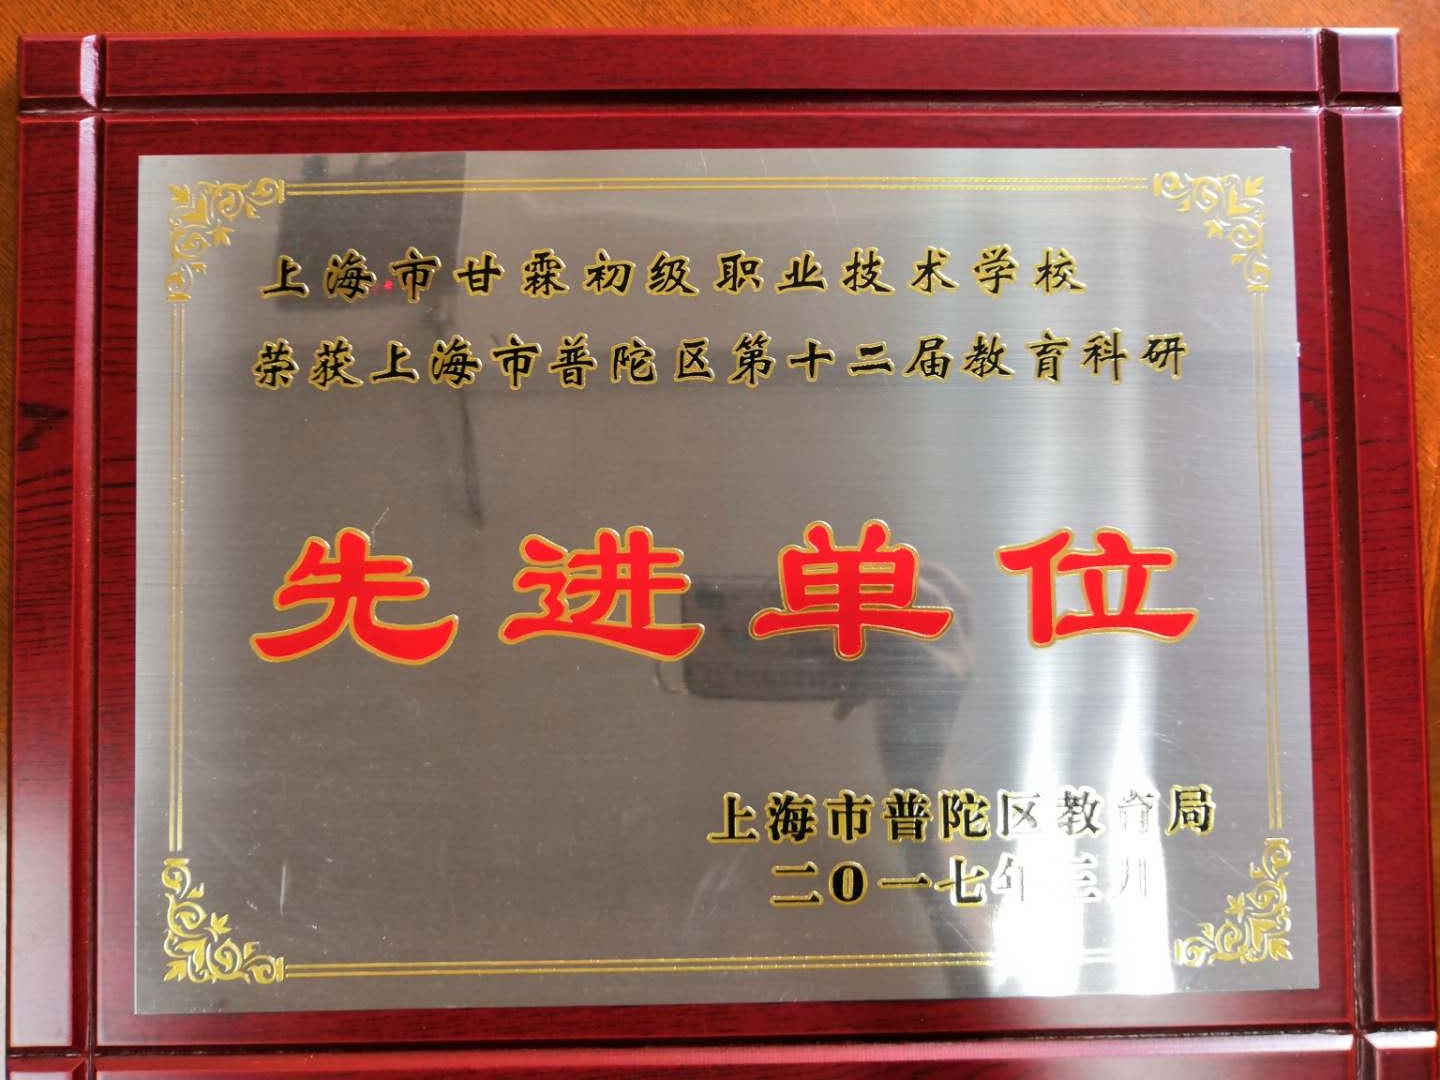 上海市甘霖初级职业技术学校
荣获上海市普陀区第十二届教育科研
先进单位
上海市普陀区教育局
二0一七年三月